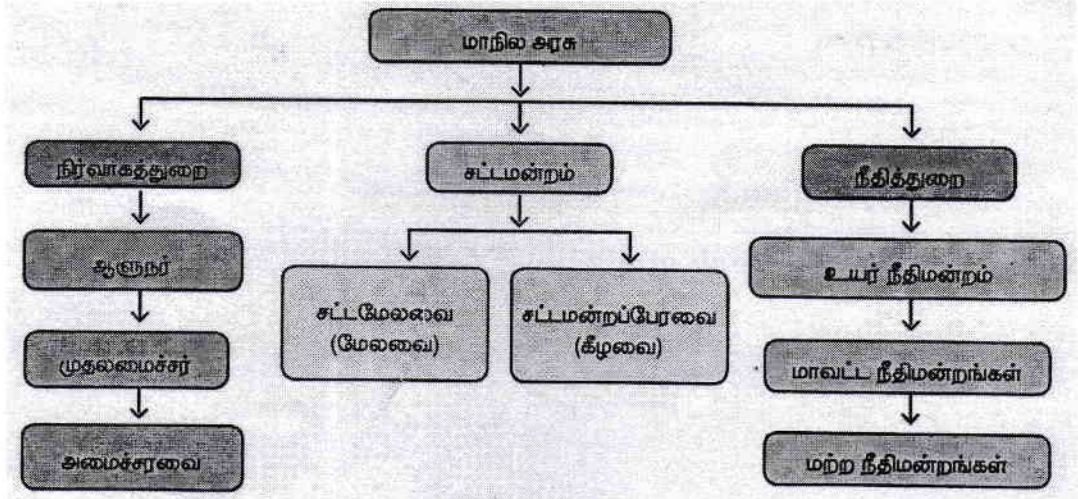 மாநில அரசு
நிர்வாகத்துறை
சட்டமன்றம்
நீதித்துறை
ஆளுநர்
சட்டமேலவை
(மேலவை)
சட்டமன்றப்பேரவை
(கீழவை)
உயர் நீதிமன்றம்
முதலமைச்சர்
மாவட்ட நீதிமன்றங்கள்
அமைச்சரவை
மற்ற நீதிமன்றங்கள்